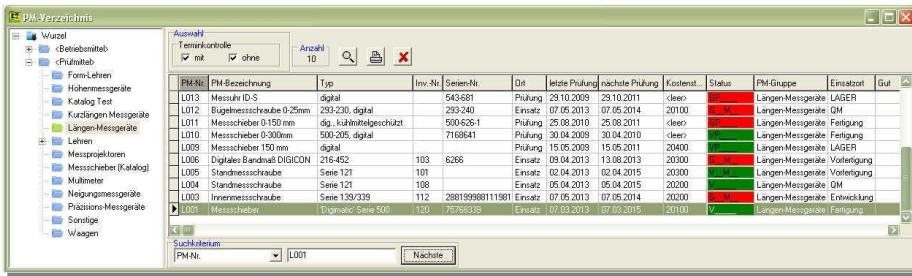 PM-Verzeichnis
Wurzel
<Betriebsmittel>
<Prüfmittel>
Form-Lehren
Höhenmessgeräte
Katalog Test
Kurzlängen Messgeräte
Längen-Messgeräte
Lehren
Messprojektoren
Messschieber (Katalog)
Multimeter
Neigungsmessgeräte
Präzisions-Messgeräte
Sonstige
Waagen
Auswahl
Terminkontrolle
mit ohne
Anzahl
10
PM-Nr. PM-Bezeichnung Typ Inv.-Nr. Serien-Nr. Ort letzte Prüfung nächste Prüfung Kostenst... Status PM-Gruppe Einsatzort Gut
L013 Messuhr ID-S digital 543-681 Prüfung 29.10.2009 29.10.2011 <leer> GP Längen-Messgeräte LAGER
L012 Bügelmessschraube 0-25mm 293-230, digital 293-240 Prüfung 07.05.2013 07.05.2014 20100 G__M Längen-Messgeräte QM
L011 Messschieber 0-150 mm dig., kühlmittelgeschützt 500-626-1 Prüfung 25.08.2010 25.08.2011 <leer> GP Längen-Messgeräte Fertigung
L010 Messschieber 0-300mm 500-205, digital 7168641 Prüfung 30.04.2009 30.04.2010 <leer> VP Längen-Messgeräte Fertigung
L009 Messschieber 150 mm digital Prüfung 15.05.2009 15.05.2011 20400 VP Längen-Messgeräte LAGER
L006 Digitales Bandmaß DIGICON 216-452 103 6266 Einsatz 09.04.2013 13.08.2013 20300 G__M Längen-Messgeräte Vorfertigung
L005 Standmessschraube Serie 121 101 Einsatz 02.04.2013 02.04.2015 20300 V__M Längen-Messgeräte Vorfertigung
L004 Standmessschraube Serie 121 108 Einsatz 05.04.2013 05.04.2015 20200 V Längen-Messgeräte QM
L003 Innenmessschraube Serie 139/339 112 288199988111981 Einsatz 07.05.2013 07.05.2014 20200 G__M Längen-Messgeräte Entwicklung
L001 Messschieber 'Digimatic' Serie 500 120 75768339 Einsatz 07.03.2013 07.03.2015 20100 V Längen-Messgeräte Fertigung
Suchkriterium
PM-Nr. L001 Nächste